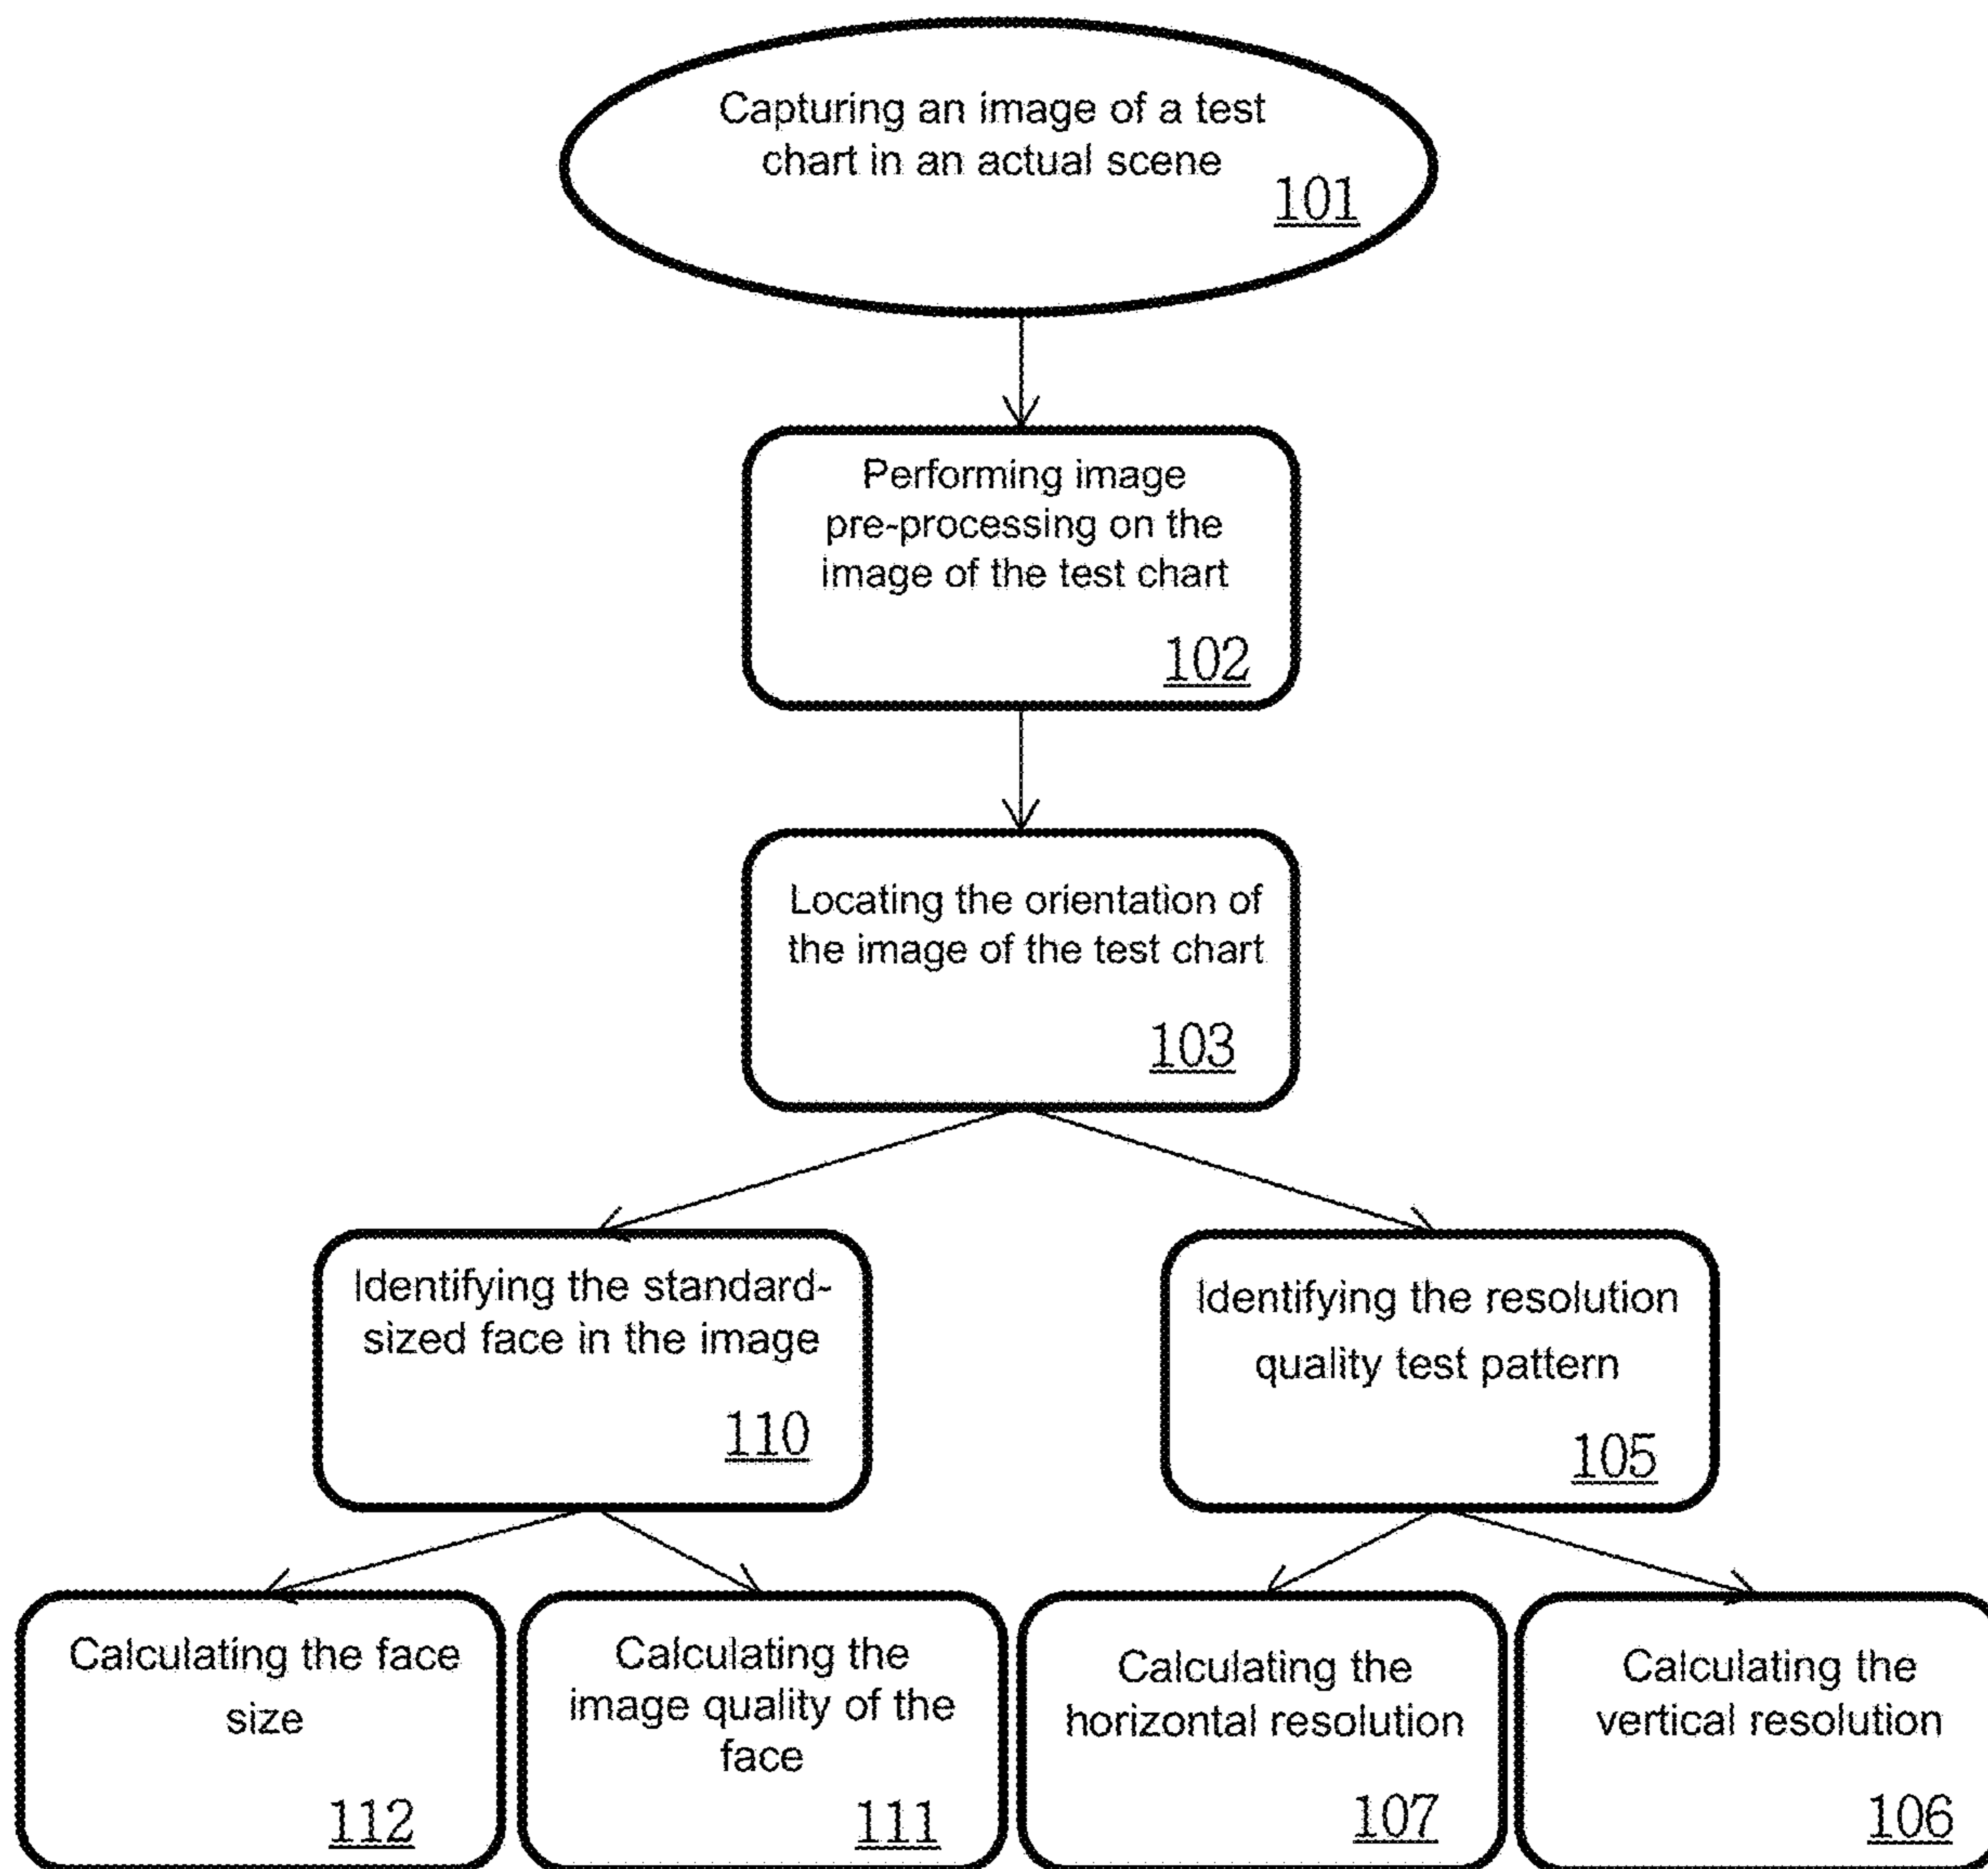 Capturing an image of a test
chart in an actual scene
101
Performing image
pre-processing on the
image of the test chart
102
Locating the orientation of
the image of the test chart
103
Identifying the standard-
sized face in the image
110
Identifying the resolution
quality test pattern
105
Calculating the face
size
112
Calculating the
image quality of the
face
111
Calculating the
horizontal resolution
107
Calculating the
vertical resolution
106